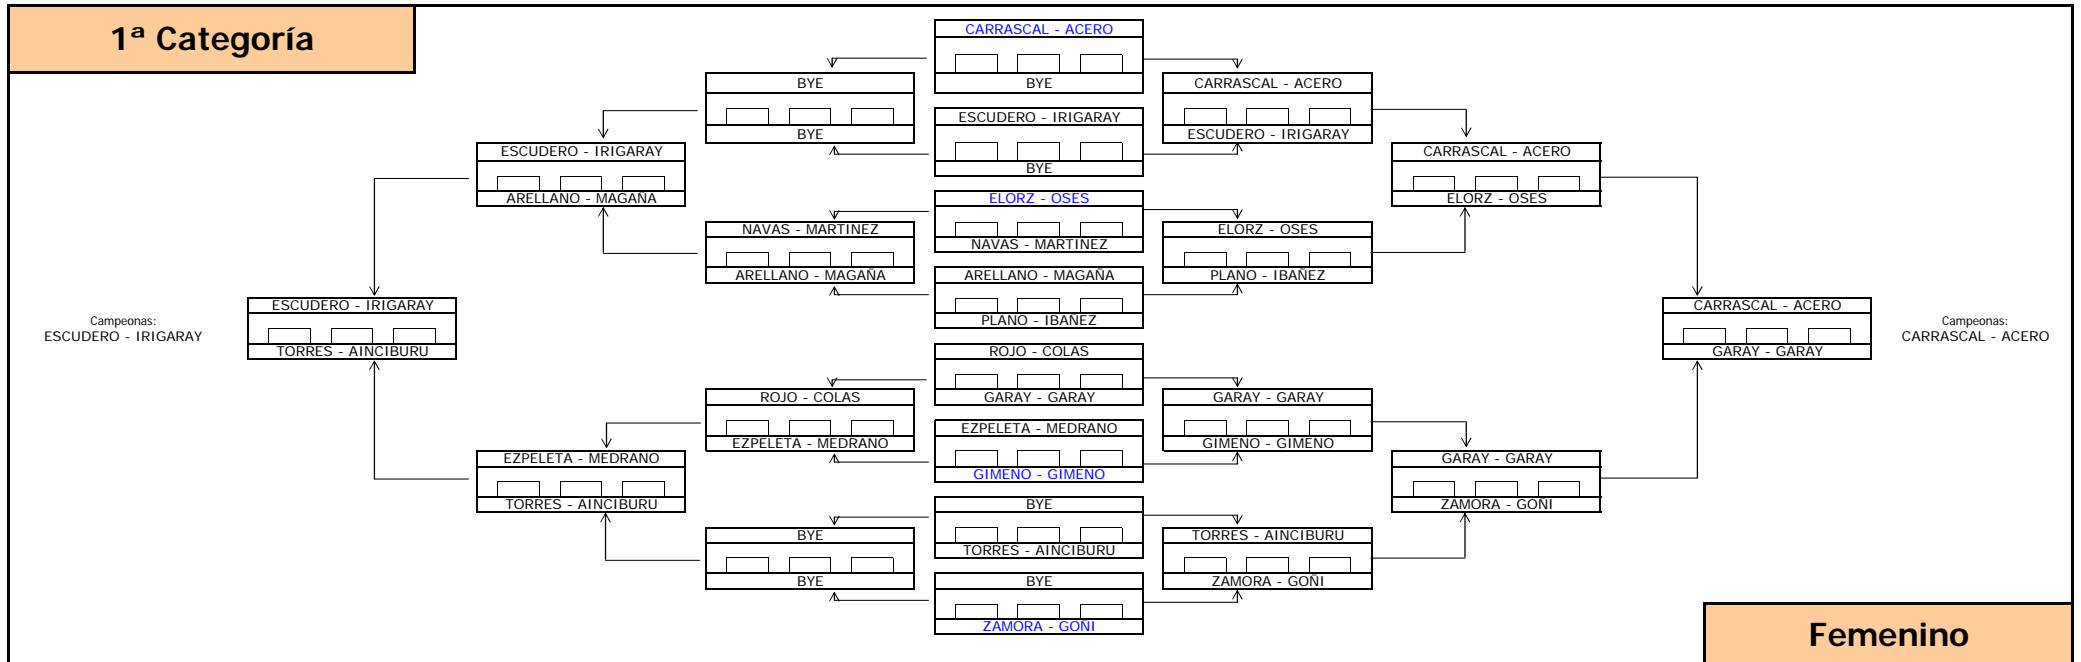 1ª Categoría
CARRASCAL - ACERO
BYE
ESCUDERO - IRIGARAY
BYE
ELORZ - OSES
NAVAS - MARTINEZ
ARELLANO - MAGAÑA
PLANO - IBAÑEZ
ROJO - COLAS
GARAY - GARAY
EZPELETA - MEDRANO
GIMENO - GIMENO
BYE
TORRES - AINCIBURU
BYE
ZAMORA - GOÑI
BYE
BYE
NAVAS - MARTINEZ
ARELLANO - MAGAÑA
ROJO - COLAS
EZPELETA - MEDRANO
BYE
BYE
ESCUDERO - IRIGARAY
ARELLANO - MAGAÑA
EZPELETA - MEDRANO
TORRES - AINCIBURU
ESCUDERO - IRIGARAY
TORRES - AINCIBURU
Campeonas:
ESCUDERO - IRIGARAY
CARRASCAL - ACERO
ESCUDERO - IRIGARAY
ELORZ - OSES
PLANO - IBAÑEZ
GARAY - GARAY
GIMENO - GIMENO
TORRES - AINCIBURU
ZAMORA - GOÑI
CARRASCAL - ACERO
ELORZ - OSES
GARAY - GARAY
ZAMORA - GOÑI
CARRASCAL - ACERO
GARAY - GARAY
Campeonas:
CARRASCAL - ACERO
Femenino